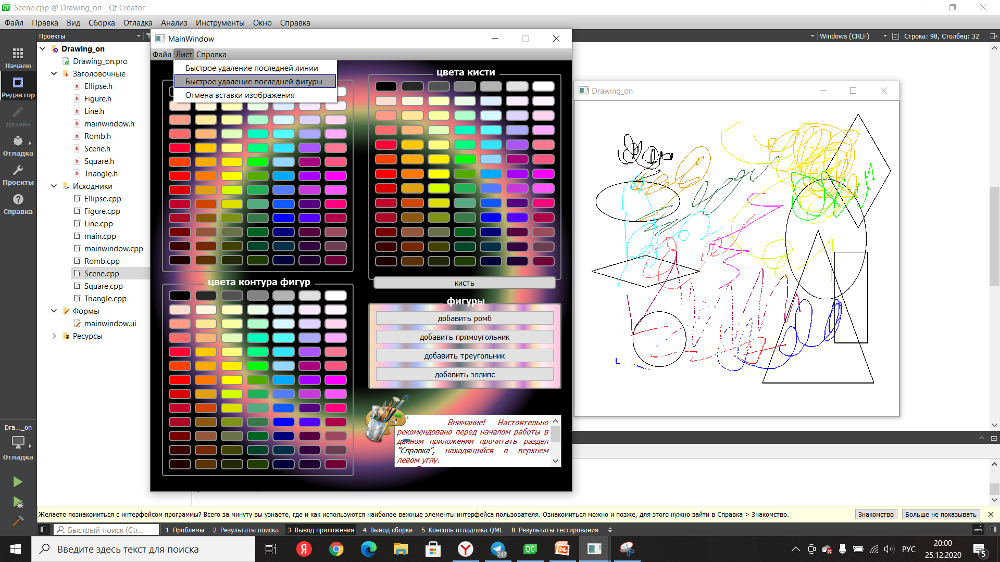 Scene.cpp @ Drawing_on - Qt Creator
Файл Правка Вид Сборка Отладка Анализ Инструменты Окно Справка
Проекты
Windows (CRLF)
Строка: 98, Столбец: 32
Начало
Редактор
Дизайн
Отладка
Проекты
Справка
Dra..._on
Отладка
Drawing_on
Drawing_on.pro
Заголовочные
Ellipse.h
Figure.h
Line.h
mainwindow.h
Romb.h
Scene.h
Square.h
Triangle.h
Исходники
Ellipse.cpp
Figure.cpp
Line.cpp
main.cpp
mainwindow.cpp
Romb.cpp
Scene.cpp
Square.cpp
Triangle.cpp
Формы
mainwindow.ui
Ресурсы
MainWindow
Файл Лист Справка
Быстрое удаление последней линии
Быстрое удаление последней фигуры
Отмена вставки изображения
цвета кисти
цвета контура фигур
кисть
фигуры
добавить ромб
добавить прямоугольник
добавить треугольник
добавить эллипс
Внимание! Настоятельно
рекомендовано перед началом работы в
данном приложении прочитать раздел
"Справка", находящийся в верхнем
левом углу.
Drawing_on
Желаете познакомиться с интерфейсом программы? Всего за минуту вы узнаете, где и как используются наиболее важные элементы интерфейса пользователя. Ознакомиться можно и позже, для этого нужно зайти в Справка > Знакомство.
Знакомство
Больше не показывать
Быстрый поиск (Ctr...
1 Проблемы 2 Результаты поиска 3 Вывод приложения 4 Вывод сборки 5 Консоль отладчика QML 8 Результаты тестирования
Введите здесь текст для поиска
242
РУС
20:00
25.12.2020
5